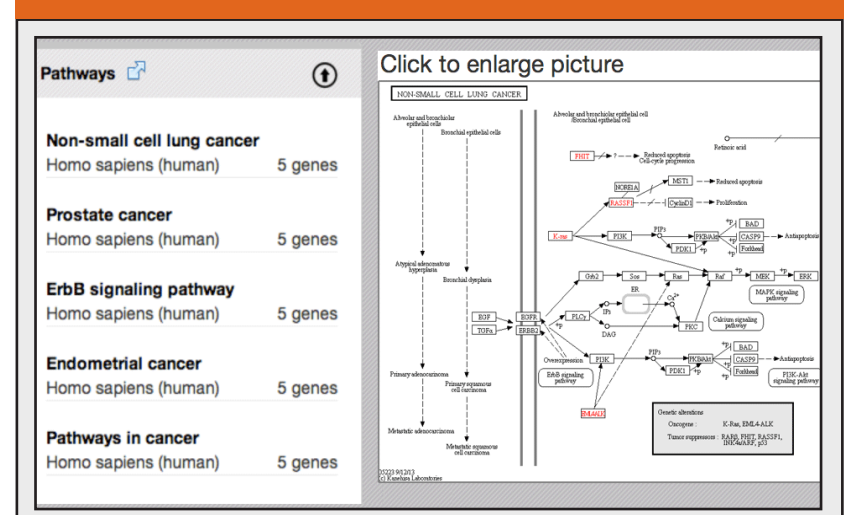 Pathways
Non-small cell lung cancer
Homo sapiens (human) 5 genes
Prostate cancer
Homo sapiens (human) 5 genes
ErbB signaling pathway
Homo sapiens (human) 5 genes
Endometrial cancer
Homo sapiens (human) 5 genes
Pathways in cancer
Homo sapiens (human) 5 genes
Click to enlarge picture
NON-SMALL CELL LUNG CANCER
Alveolar and bronchiolar
epithelial cells
Bronchial epithelial cells
Atypical adenomatous
hyperplasia
Bronchial dysplasia
Primary adenocarcinoma
Primary squamous
cell carcinoma
Metastatic adenocarcinoma
Metastatic squamous
cell carcinoma
Alveolar and bronchiolar epithelial cell
/Bronchial epithelial cell
Retinoic acid
FHIT ? Reduced apoptosis
Cell-cycle progression
NORE1A MST1 Reduced apoptosis
RASSF1 CyclinD1 Proliferation
K-ras PI3K PIP3 PKB/Akt +p BAD
CASP9 Antiapoptosis
PDK1 +p Forkhead
+p
Grb2 Sos Ras Raf +p MEK +p ERK
MAPK signaling
pathway
ER
EGF EGFR
TGFα ERBB2
+p PLCγ IP3 Ca2+
DAG PKC
Calcium signaling
pathway
Overexpression
ErbB signaling
pathway
PI3K PIP3 PKB/Akt +p BAD
CASP9 Antiapoptosis
PDK1 +p Forkhead
+p
PI3K-Akt
signaling pathway
EML4-ALK
Genetic alterations
Oncogene : K-Ras, EML4-ALK
Tumor suppressors : RARβ, FHIT, RASSF1,
INK4a/ARF, p53
05223 9/12/13
(c) Kanehisa Laboratories